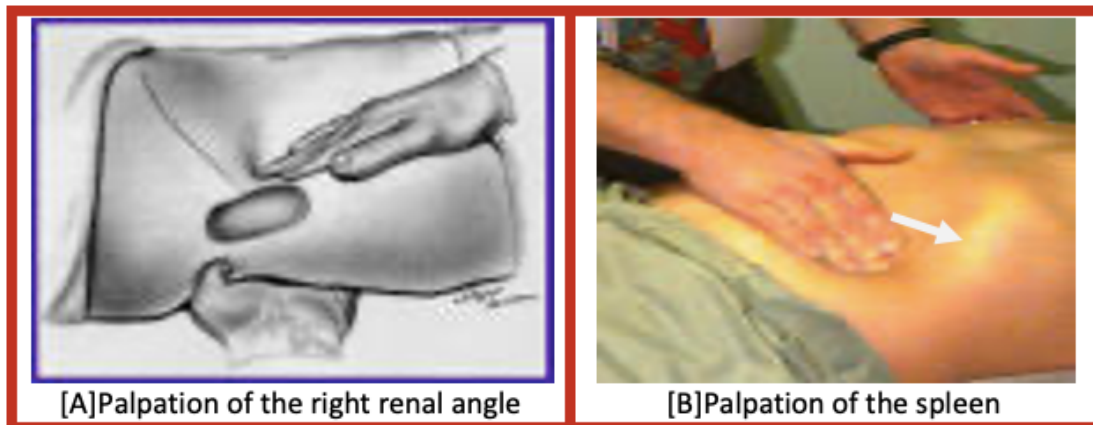 [A]Palpation of the right renal angle
[B]Palpation of the spleen